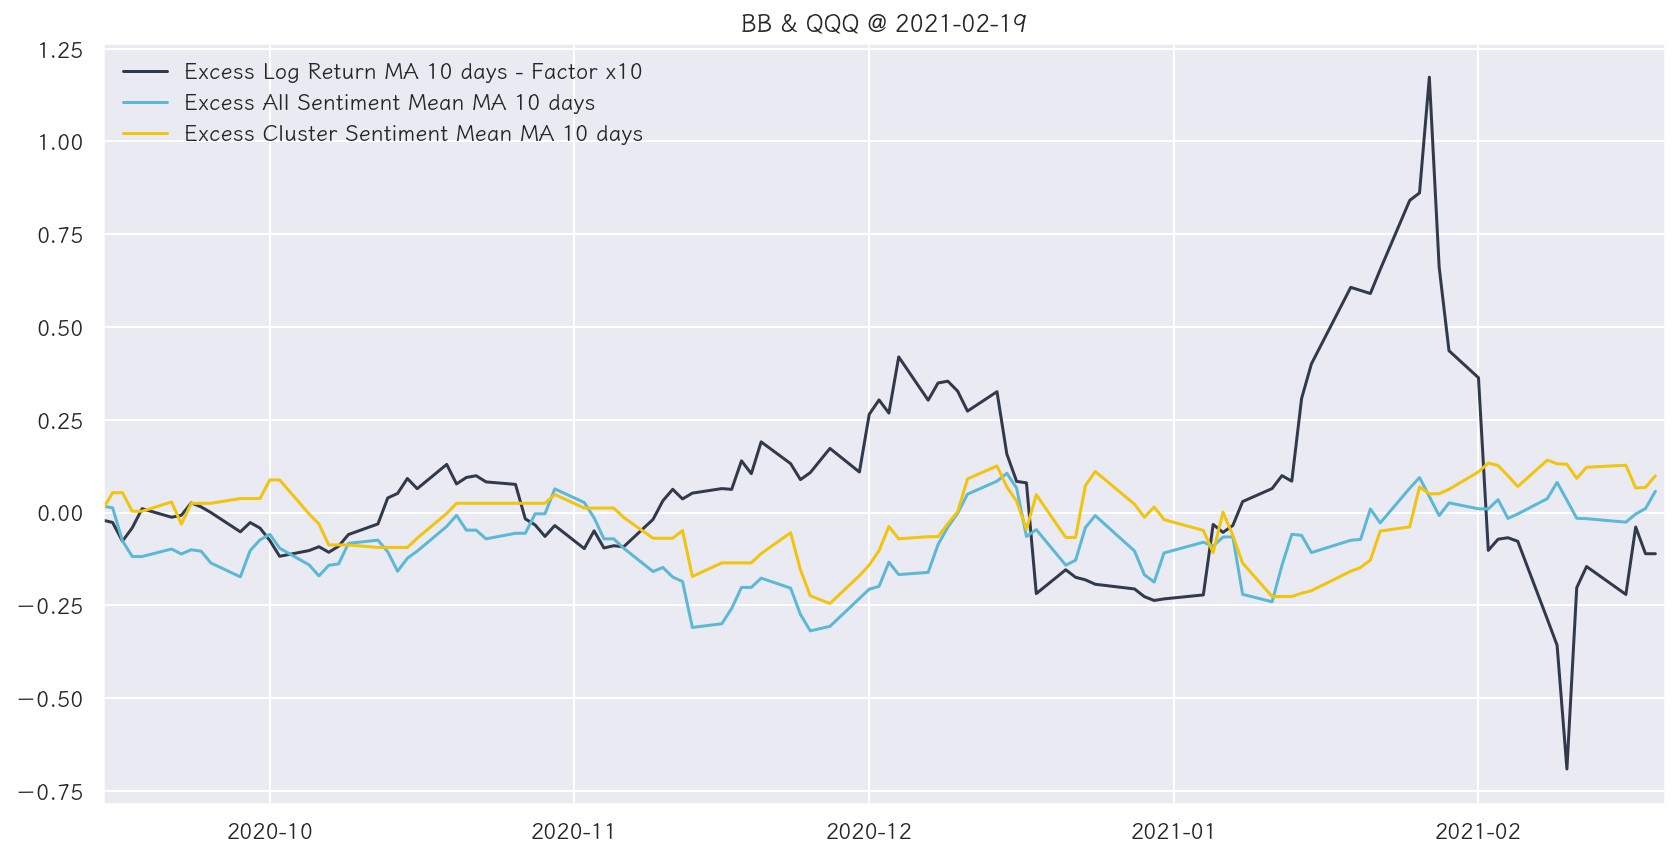 BB & QQQ @ 2021-02-19
Excess Log Return MA 10 days - Factor x10
Excess All Sentiment Mean MA 10 days
Excess Cluster Sentiment Mean MA 10 days
1.25
1.00
0.75
0.50
0.25
0.00
−0.25
−0.50
−0.75
2020-10 2020-11 2020-12 2021-01 2021-02